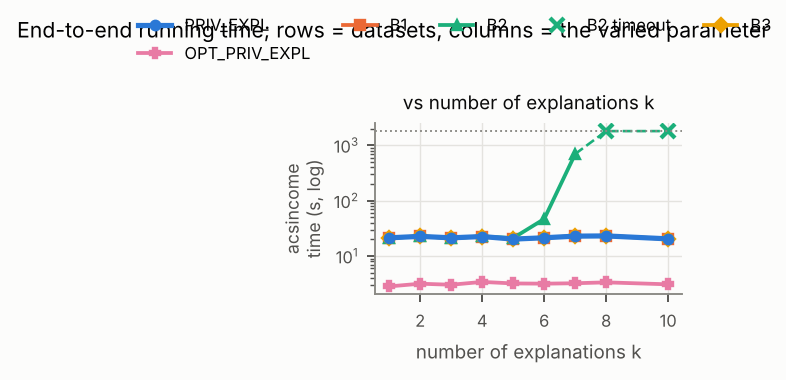 End-to-end running time; rows = datasets, columns = the varied parameter
PRIV_EXPL B1 B2 B2 timeout B3
OPT_PRIV_EXPL
vs number of explanations k
acsincome
time (s, log)
10³
10²
10¹
2 4 6 8 10
number of explanations k